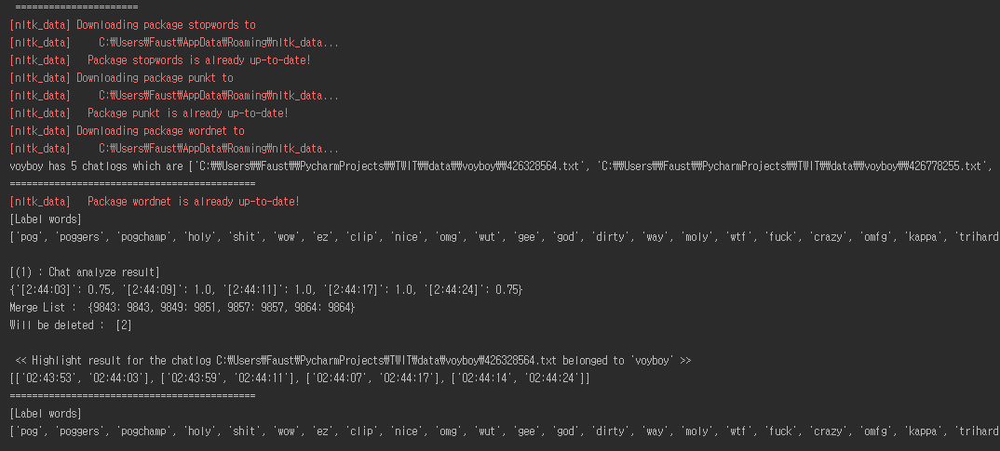 =======================
[nltk_data] Downloading package stopwords to
[nltk_data]     C:₩Users₩Faust₩AppData₩Roaming₩nltk_data...
[nltk_data]   Package stopwords is already up-to-date!
[nltk_data] Downloading package punkt to
[nltk_data]     C:₩Users₩Faust₩AppData₩Roaming₩nltk_data...
[nltk_data]   Package punkt is already up-to-date!
[nltk_data] Downloading package wordnet to
[nltk_data]     C:₩Users₩Faust₩AppData₩Roaming₩nltk_data...
voyboy has 5 chatlogs which are ['C:₩₩Users₩₩Faust₩₩PycharmProjects₩₩TWIT₩₩data₩₩voyboy₩₩426328564.txt', 'C:₩₩Users₩₩Faust₩₩PycharmProjects₩₩TWIT₩₩data₩₩voyboy₩₩426778255.txt',
============================================
[nltk_data]   Package wordnet is already up-to-date!
[Label words]
['pog', 'poggers', 'pogchamp', 'holy', 'shit', 'wow', 'ez', 'clip', 'nice', 'omg', 'wut', 'gee', 'god', 'dirty', 'way', 'moly', 'wtf', 'fuck', 'crazy', 'omfg', 'kappa', 'trihard
[(1) : Chat analyze result]
{'[2:44:03]': 0.75, '[2:44:09]': 1.0, '[2:44:11]': 1.0, '[2:44:17]': 1.0, '[2:44:24]': 0.75}
Merge List :  {9843: 9843, 9849: 9851, 9857: 9857, 9864: 9864}
Will be deleted :  [2]
<< Highlight result for the chatlog C:₩Users₩Faust₩PycharmProjects₩TWIT₩data₩voyboy₩426328564.txt belonged to 'voyboy' >>
[['02:43:53', '02:44:03'], ['02:43:59', '02:44:11'], ['02:44:07', '02:44:17'], ['02:44:14', '02:44:24']]
============================================
[Label words]
['pog', 'poggers', 'pogchamp', 'holy', 'shit', 'wow', 'ez', 'clip', 'nice', 'omg', 'wut', 'gee', 'god', 'dirty', 'way', 'moly', 'wtf', 'fuck', 'crazy', 'omfg', 'kappa', 'trihard